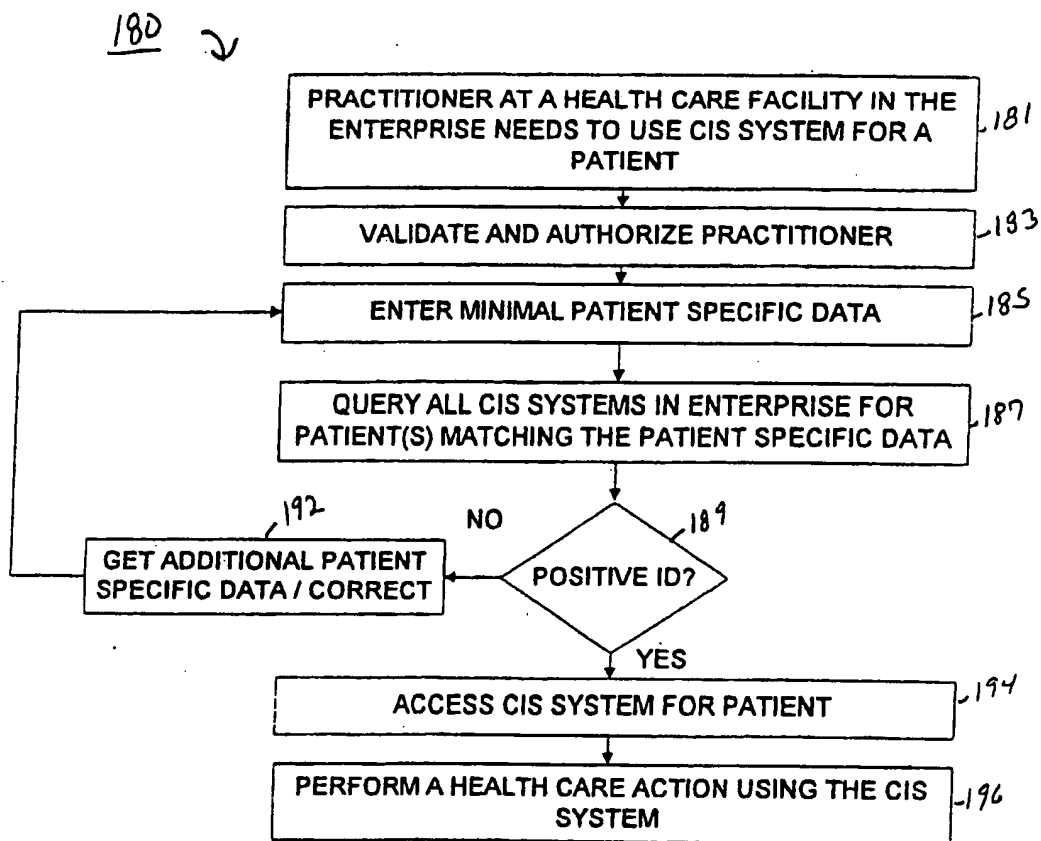 180
PRACTITIONER AT A HEALTH CARE FACILITY IN THE
ENTERPRISE NEEDS TO USE CIS SYSTEM FOR A
PATIENT
181
VALIDATE AND AUTHORIZE PRACTITIONER
183
ENTER MINIMAL PATIENT SPECIFIC DATA
185
QUERY ALL CIS SYSTEMS IN ENTERPRISE FOR
PATIENT(S) MATCHING THE PATIENT SPECIFIC DATA
187
192
NO
189
GET ADDITIONAL PATIENT
SPECIFIC DATA / CORRECT
POSITIVE ID?
YES
ACCESS CIS SYSTEM FOR PATIENT
194
PERFORM A HEALTH CARE ACTION USING THE CIS
SYSTEM
196